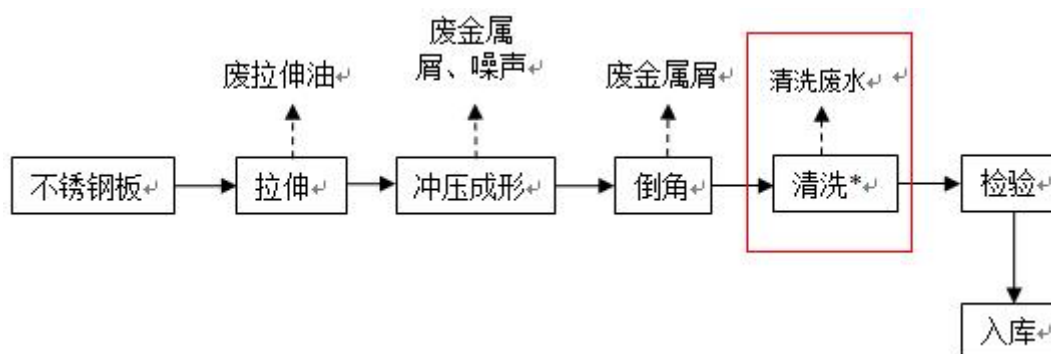 废金属
屑、噪声
废拉伸油
废金属屑
清洗废水
不锈钢板
拉伸
冲压成形
倒角
清洗*
检验
入库